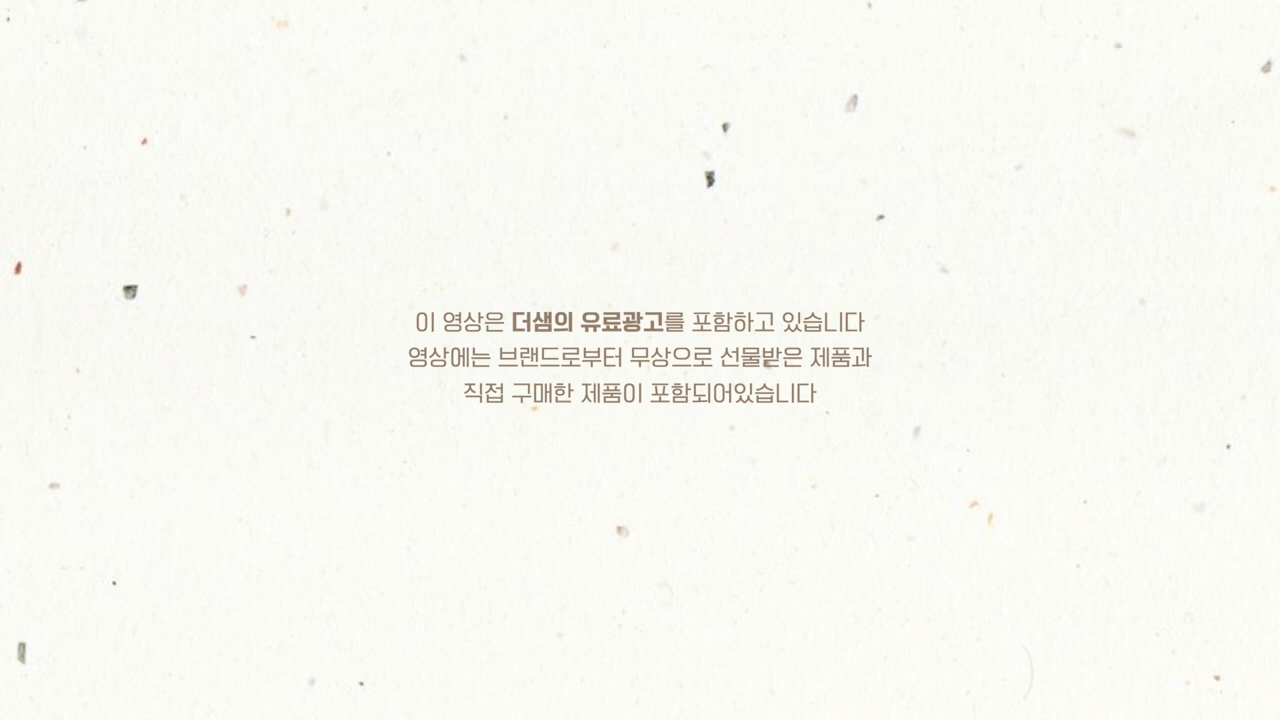 이 영상은 더샘의 유료광고를 포함하고 있습니다
영상에는 브랜드로부터 무상으로 선물받은 제품과
직접 구매한 제품이 포함되어있습니다